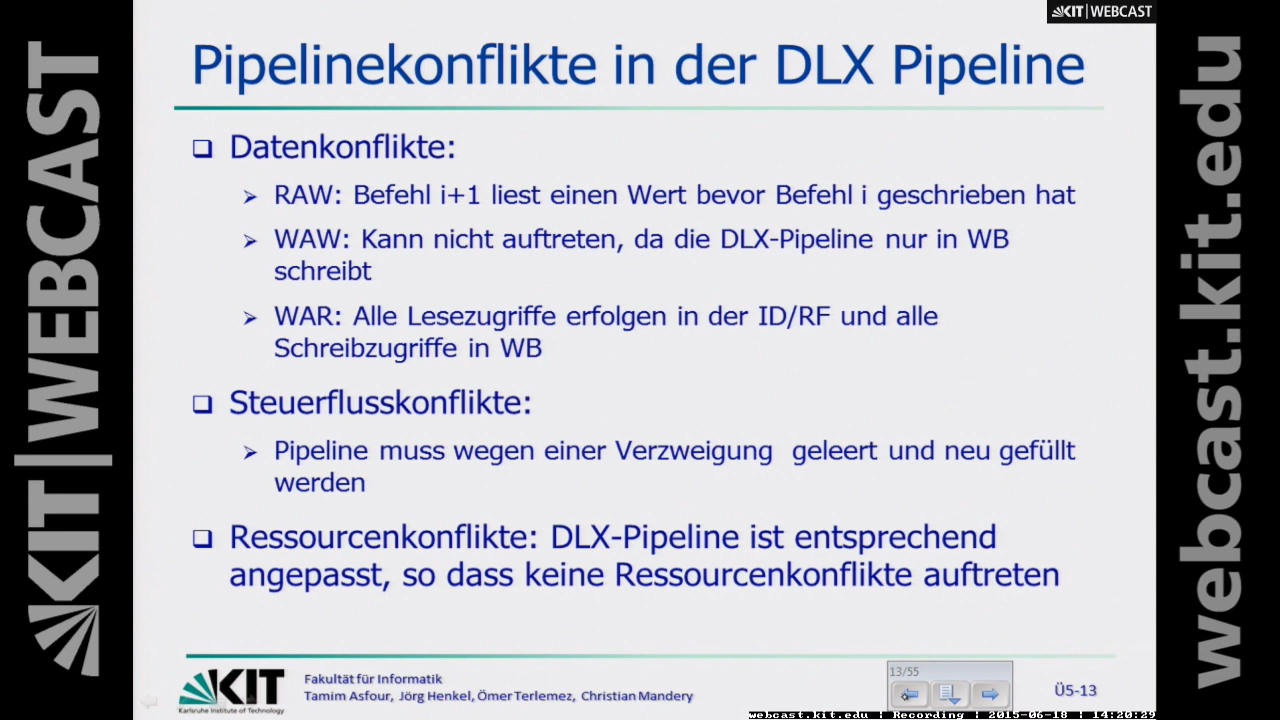 KIT | WEBCAST
Pipelinekonflikte in der DLX Pipeline
Datenkonflikte:
RAW: Befehl i+1 liest einen Wert bevor Befehl i geschrieben hat
WAW: Kann nicht auftreten, da die DLX-Pipeline nur in WB
schreibt
WAR: Alle Lesezugriffe erfolgen in der ID/RF und alle
Schreibzugriffe in WB
Steuerflusskonflikte:
Pipeline muss wegen einer Verzweigung geleert und neu gefüllt
werden
Ressourcenkonflikte: DLX-Pipeline ist entsprechend
angepasst, so dass keine Ressourcenkonflikte auftreten
KIT
Karlsruhe Institute of Technology
Fakultät für Informatik
Tamim Asfour, Jörg Henkel, Ömer Terlemez, Christian Mandery
13/55
Ü5-13
webcast.kit.edu | Recording | 2015-06-18 | 14:20:29
KIT | WEBCAST
webcast.kit.edu